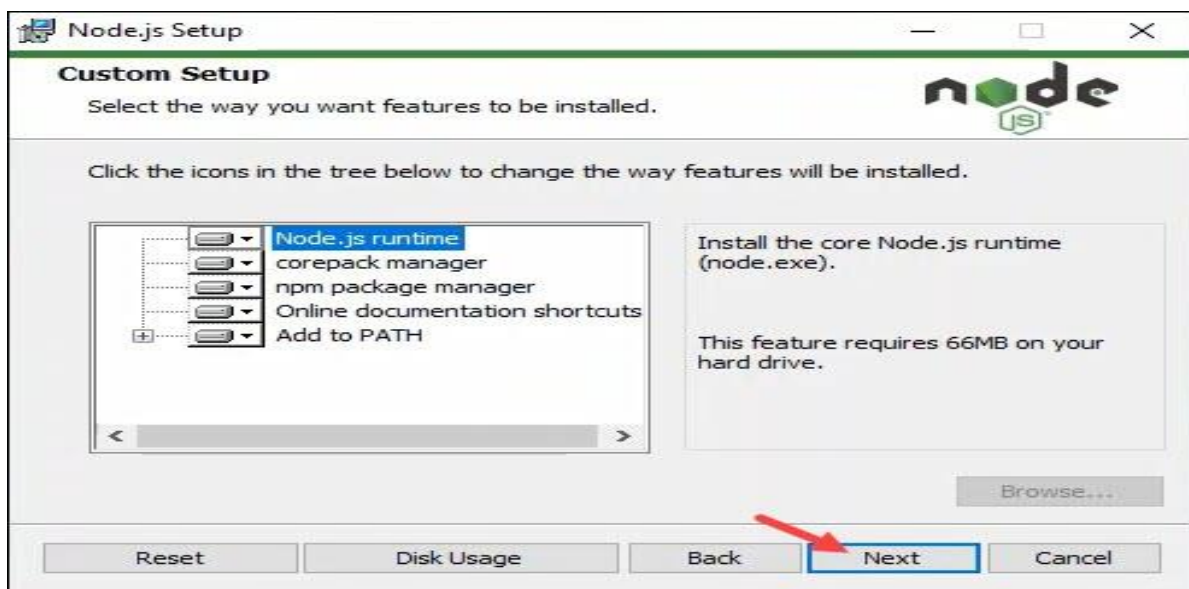 Node.js Setup
Custom Setup
Select the way you want features to be installed.
node
JS
Click the icons in the tree below to change the way features will be installed.
Node.js runtime
corepack manager
npm package manager
Online documentation shortcuts
Add to PATH
Install the core Node.js runtime
(node.exe).
This feature requires 66MB on your
hard drive.
Browse...
Reset
Disk Usage
Back
Next
Cancel